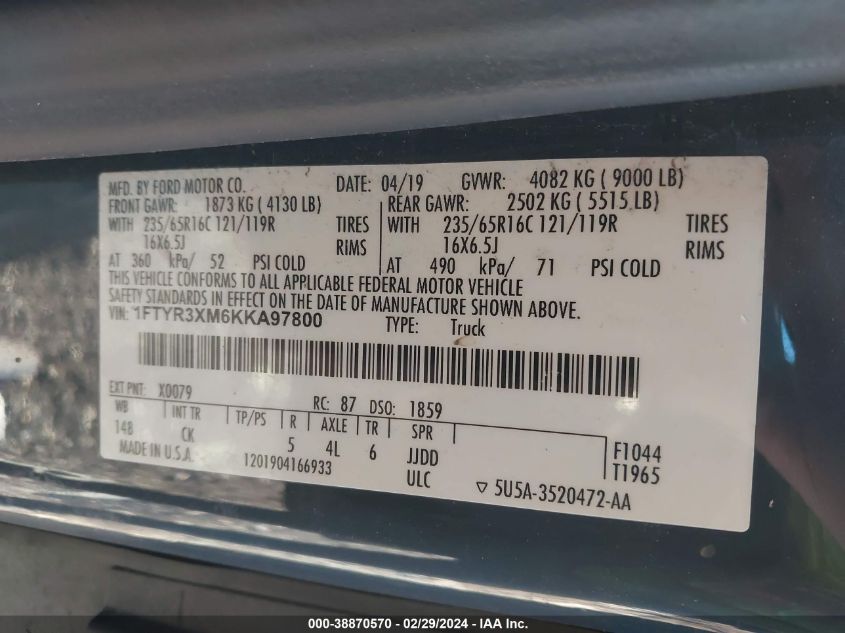 MFD. BY FORD MOTOR CO. DATE: 04/19 GVWR: 4082 KG ( 9000 LB)
FRONT GAWR: 1873 KG ( 4130 LB) REAR GAWR: 2502 KG ( 5515 LB)
WITH 235/65R16C 121/119R TIRES WITH 235/65R16C 121/119R TIRES
16X6.5J RIMS 16X6.5J RIMS
AT 360 kPa/ 52 PSI COLD AT 490 kPa/ 71 PSI COLD
THIS VEHICLE CONFORMS TO ALL APPLICABLE FEDERAL MOTOR VEHICLE
SAFETY STANDARDS IN EFFECT ON THE DATE OF MANUFACTURE SHOWN ABOVE.
VIN: 1FTYR3XM6KKA97800 TYPE: Truck
EXT PNT: X0079 RC: 87 DSO: 1859
WB INT TR TP/PS R AXLE TR SPR
148 CK 5 4L 6 JJDD F1044
MADE IN U.S.A. 1201904166933 ULC T1965
▽ 5U5A-3520472-AA
000-38870570 - 02/29/2024 - IAA Inc.